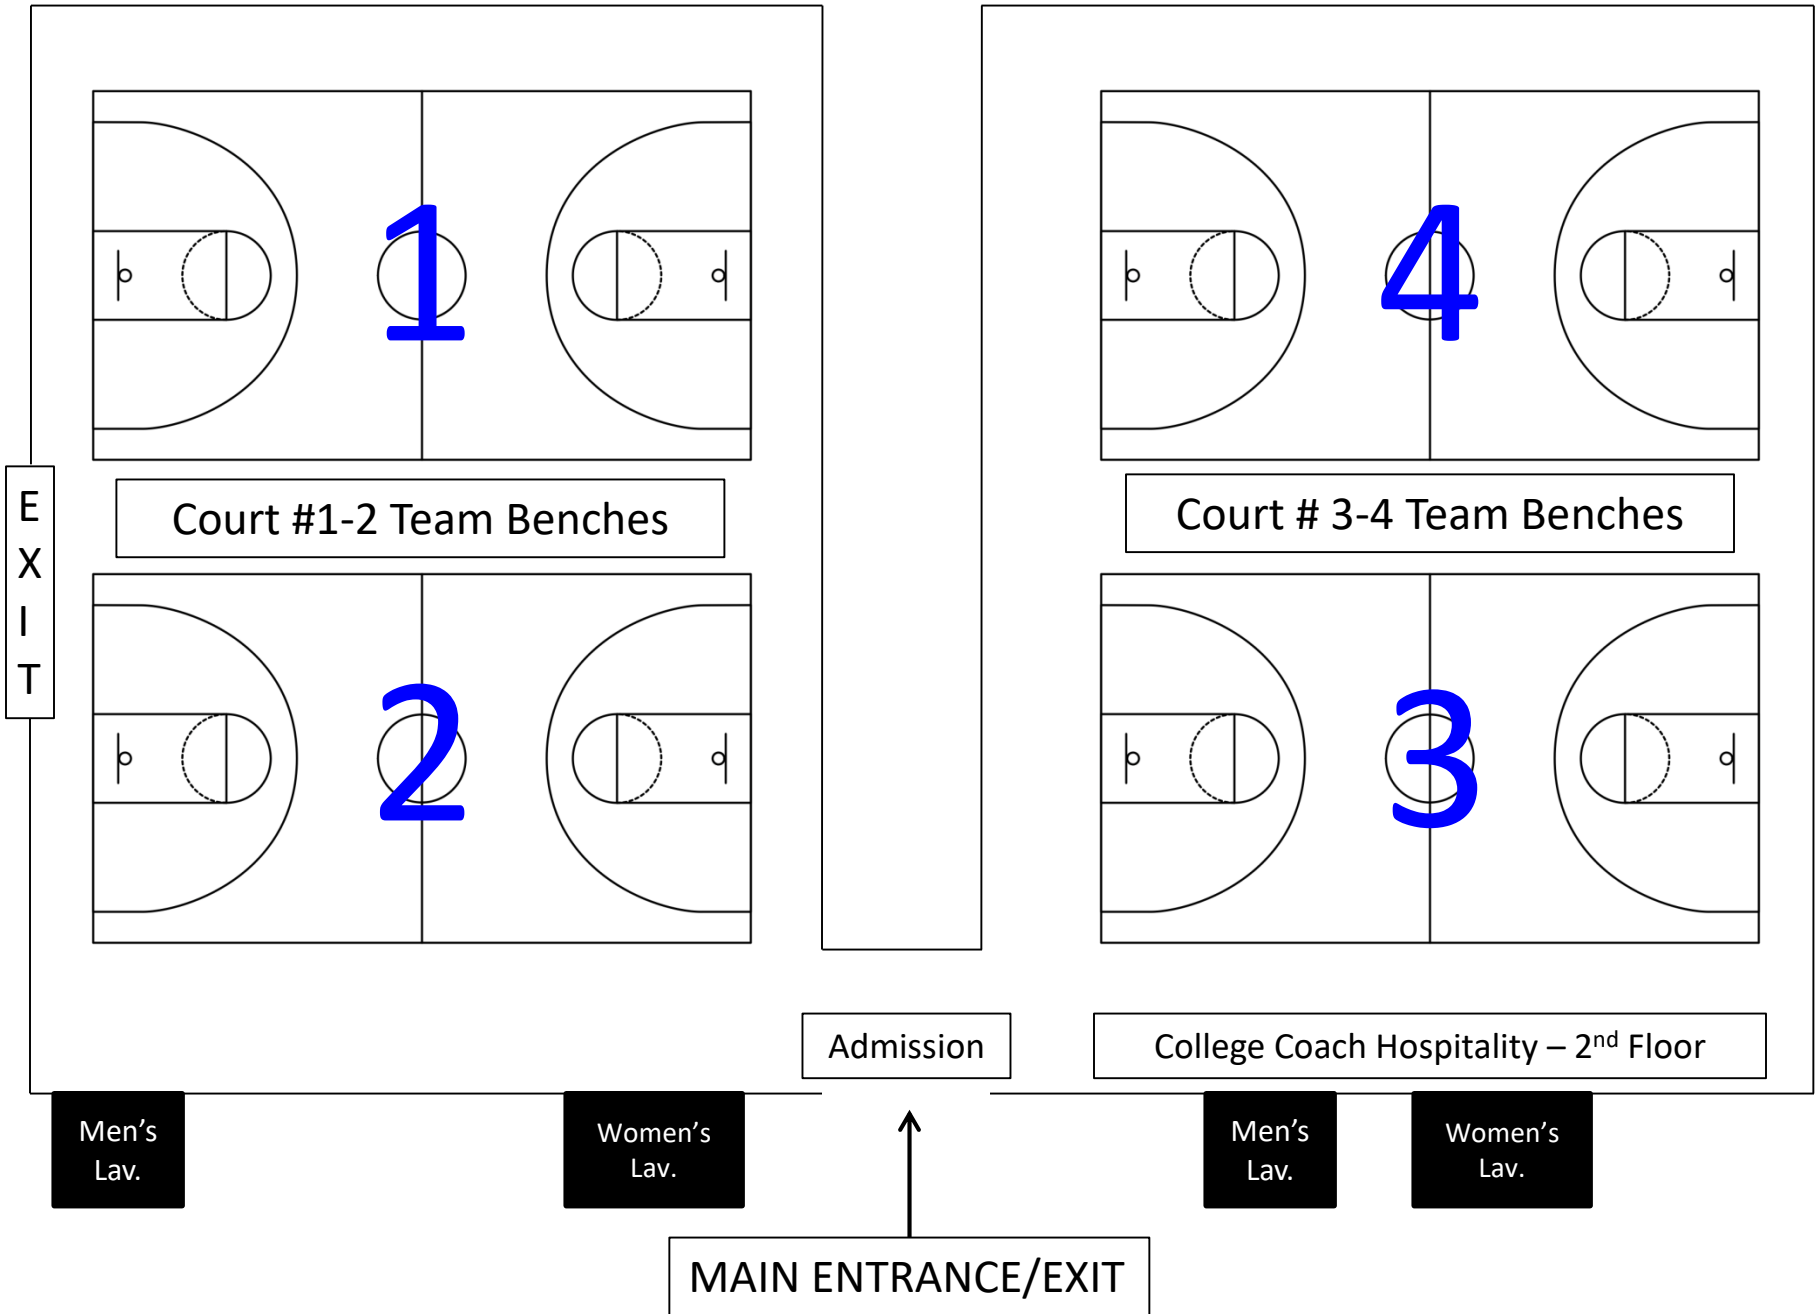 1
4
E
X
I
T
Court #1-2 Team Benches
Court # 3-4 Team Benches
2
3
Admission
College Coach Hospitality – 2nd Floor
Men’s
Lav.
Women’s
Lav.
Men’s
Lav.
Women’s
Lav.
MAIN ENTRANCE/EXIT